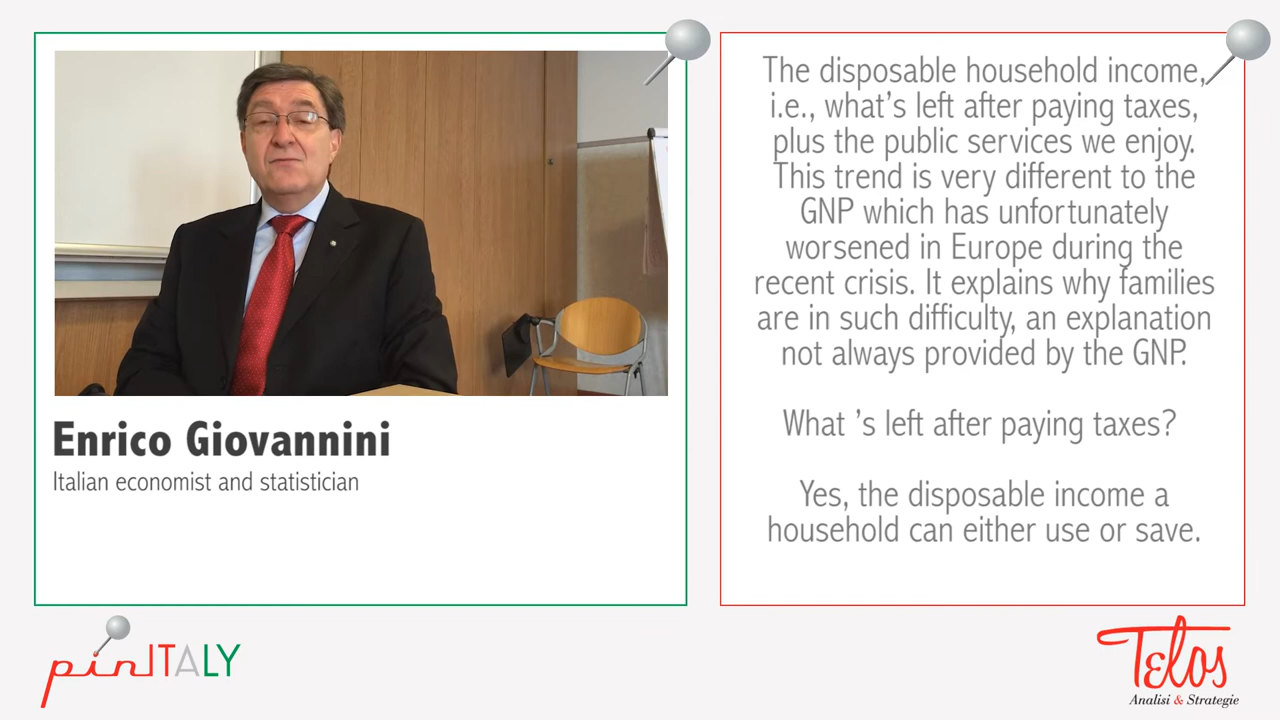 Enrico Giovannini
Italian economist and statistician
The disposable household income,
i.e., what's left after paying taxes,
plus the public services we enjoy.
This trend is very different to the
GNP which has unfortunately
worsened in Europe during the
recent crisis. It explains why families
are in such difficulty, an explanation
not always provided by the GNP.
What 's left after paying taxes?
Yes, the disposable income a
household can either use or save.
pinITALY
Telos
Analisi & Strategie